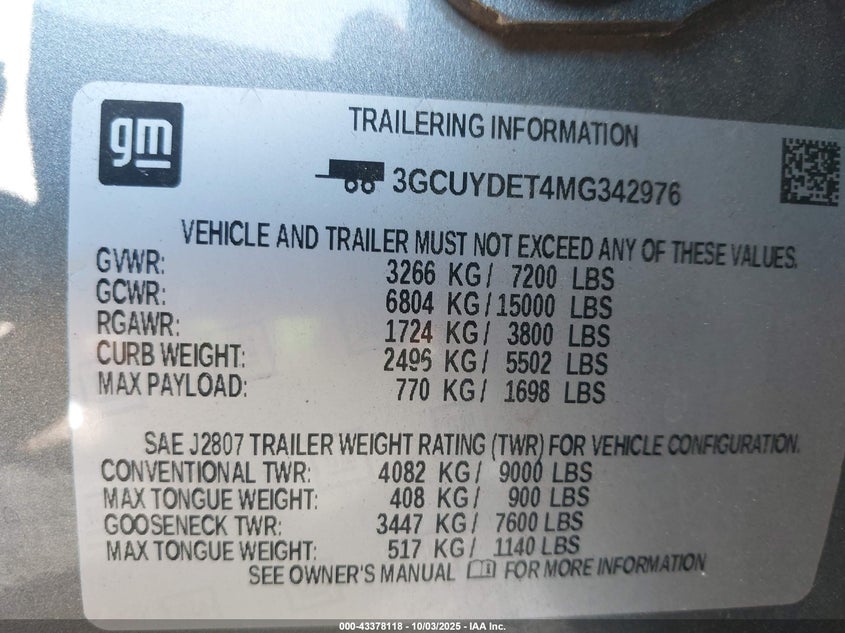 gm
TRAILERING INFORMATION
3GCUYDET4MG342976
VEHICLE AND TRAILER MUST NOT EXCEED ANY OF THESE VALUES.
GVWR: 3266 KG/ 7200 LBS
GCWR: 6804 KG/15000 LBS
RGAWR: 1724 KG/ 3800 LBS
CURB WEIGHT: 2496 KG/ 5502 LBS
MAX PAYLOAD: 770 KG/ 1698 LBS
SAE J2807 TRAILER WEIGHT RATING (TWR) FOR VEHICLE CONFIGURATION.
CONVENTIONAL TWR: 4082 KG/ 9000 LBS
MAX TONGUE WEIGHT: 408 KG/ 900 LBS
GOOSENECK TWR: 3447 KG/ 7600 LBS
MAX TONGUE WEIGHT: 517 KG/ 1140 LBS
SEE OWNER'S MANUAL FOR MORE INFORMATION
000-43378118 - 10/03/2025 - IAA Inc.